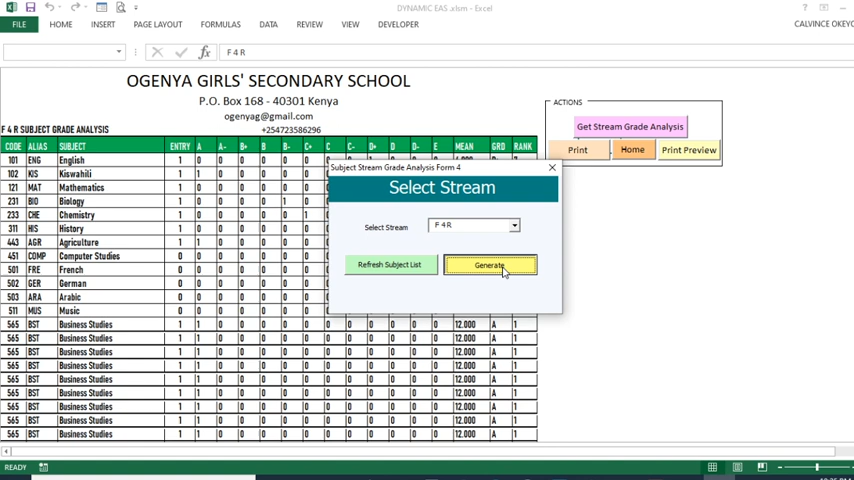 DYNAMIC EAS .xlsm - Excel
FILE HOME INSERT PAGE LAYOUT FORMULAS DATA REVIEW VIEW DEVELOPER CALVINCE OKEYO
fx F 4 R
OGENYA GIRLS' SECONDARY SCHOOL
P.O. Box 168 - 40301 Kenya
ogenyag@gmail.com
F 4 R SUBJECT GRADE ANALYSIS +254723586296
ACTIONS
Get Stream Grade Analysis
Print Home Print Preview
CODE ALIAS SUBJECT ENTRY A A- B+ B B- C+ C C- D+ D D- E MEAN GRD RANK
101 ENG English 1 0 0 0 0 0 0
102 KIS Kiswahili 1 0 0 0 0 0 0
121 MAT Mathematics 1 0 0 0 0 0 0
231 BIO Biology 1 0 0 0 0 1 0
233 CHE Chemistry 1 0 0 0 0 0 1
311 HIS History 1 0 0 0 0 0 0
443 AGR Agriculture 1 1 0 0 0 0 0
451 COMP Computer Studies 0 0 0 0 0 0 0
501 FRE French 0 0 0 0 0 0 0
502 GER German 0 0 0 0 0 0 0
503 ARA Arabic 0 0 0 0 0 0 0
511 MUS Music 0 0 0 0 0 0 0
565 BST Business Studies 1 1 0 0 0 0 0 0 0 0 0 0 0 12.000 A 1
565 BST Business Studies 1 1 0 0 0 0 0 0 0 0 0 0 0 12.000 A 1
565 BST Business Studies 1 1 0 0 0 0 0 0 0 0 0 0 0 12.000 A 1
565 BST Business Studies 1 1 0 0 0 0 0 0 0 0 0 0 0 12.000 A 1
565 BST Business Studies 1 1 0 0 0 0 0 0 0 0 0 0 0 12.000 A 1
565 BST Business Studies 1 1 0 0 0 0 0 0 0 0 0 0 0 12.000 A 1
565 BST Business Studies 1 1 0 0 0 0 0 0 0 0 0 0 0 12.000 A 1
565 BST Business Studies 1 1 0 0 0 0 0 0 0 0 0 0 0 12.000 A 1
565 BST Business Studies 1 1 0 0 0 0 0 0 0 0 0 0 0 12.000 A 1
Subject Stream Grade Analysis Form 4
Select Stream
Select Stream F 4 R
Refresh Subject List Generate
READY